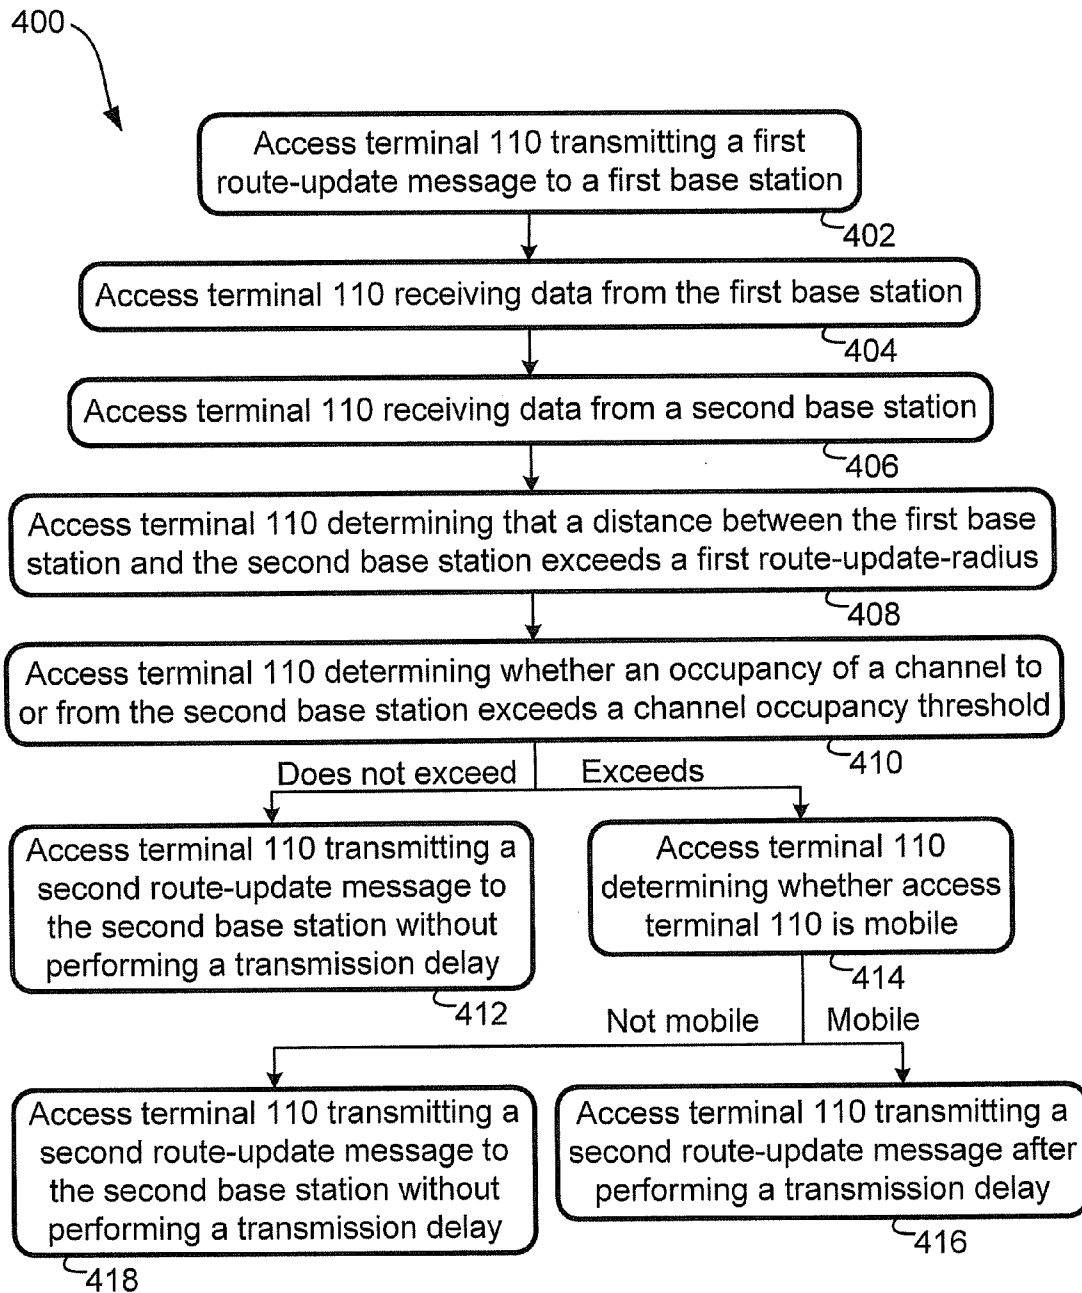 400
Access terminal 110 transmitting a first
route-update message to a first base station
402
Access terminal 110 receiving data from the first base station
404
Access terminal 110 receiving data from a second base station
406
Access terminal 110 determining that a distance between the first base
station and the second base station exceeds a first route-update-radius
408
Access terminal 110 determining whether an occupancy of a channel to
or from the second base station exceeds a channel occupancy threshold
410
Does not exceed
Exceeds
Access terminal 110 transmitting a
second route-update message to
the second base station without
performing a transmission delay
412
Access terminal 110
determining whether access
terminal 110 is mobile
414
Not mobile
Mobile
Access terminal 110 transmitting a
second route-update message to
the second base station without
performing a transmission delay
418
Access terminal 110 transmitting a
second route-update message after
performing a transmission delay
416